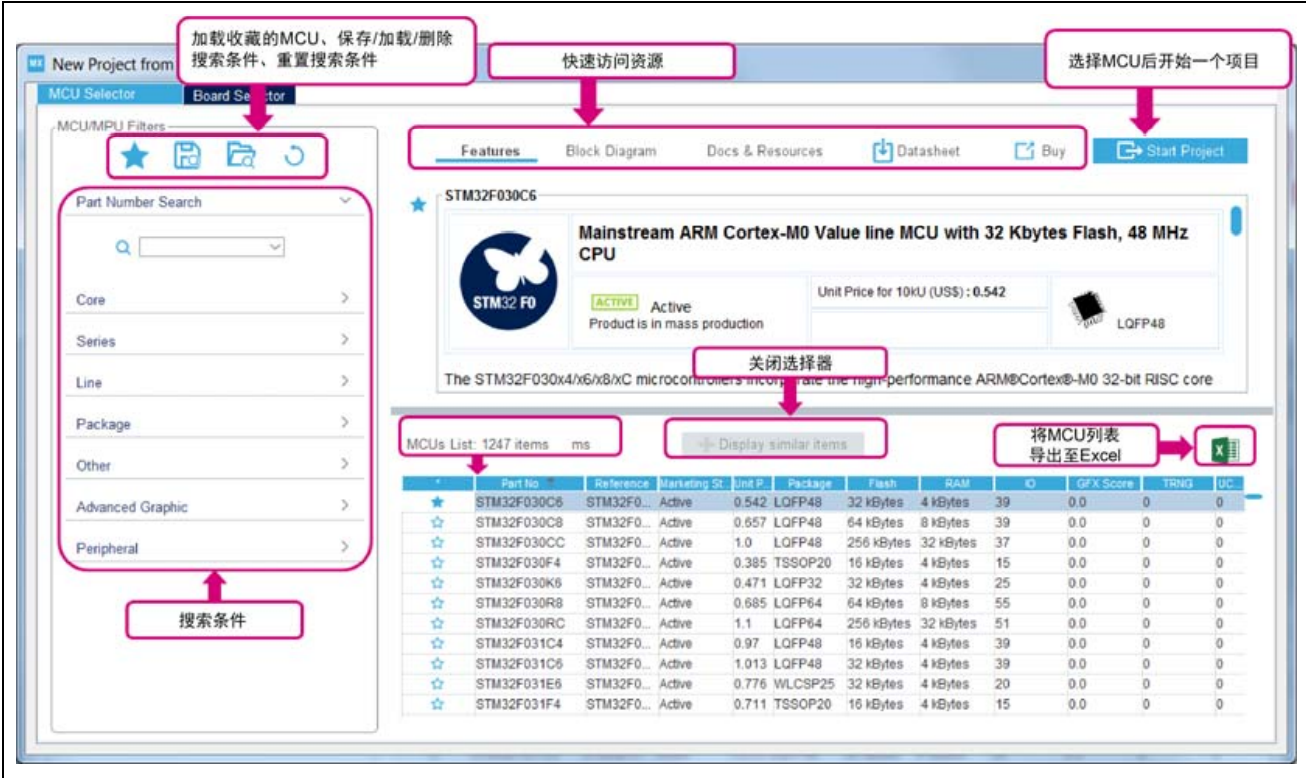 加载收藏的MCU、保存/加载/删除
搜索条件、重置搜索条件
快速访问资源
选择MCU后开始一个项目
MX New Project from
MCU Selector Board Selector
MCU/MPU Filters
Features Block Diagram Docs & Resources Datasheet Buy Start Project
Part Number Search
Core
Series
Line
Package
Other
Advanced Graphic
Peripheral
搜索条件
STM32F030C6
STM32 F0
Mainstream ARM Cortex-M0 Value line MCU with 32 Kbytes Flash, 48 MHz
CPU
ACTIVE Active
Product is in mass production
Unit Price for 10kU (US$) : 0.542
LQFP48
关闭选择器
The STM32F030x4/x6/x8/xC microcontrollers incorporate the high-performance ARM®Cortex®-M0 32-bit RISC core
MCUs List: 1247 items ms
Display similar items
将MCU列表
导出至Excel
* Part No Reference Marketing St... Unit P... Package Flash RAM IO GFX Score TRNG UC...
STM32F030C6 STM32F0... Active 0.542 LQFP48 32 kBytes 4 kBytes 39 0.0 0 0
STM32F030C8 STM32F0... Active 0.657 LQFP48 64 kBytes 8 kBytes 39 0.0 0 0
STM32F030CC STM32F0... Active 1.0 LQFP48 256 kBytes 32 kBytes 37 0.0 0 0
STM32F030F4 STM32F0... Active 0.385 TSSOP20 16 kBytes 4 kBytes 15 0.0 0 0
STM32F030K6 STM32F0... Active 0.471 LQFP32 32 kBytes 4 kBytes 25 0.0 0 0
STM32F030R8 STM32F0... Active 0.685 LQFP64 64 kBytes 8 kBytes 55 0.0 0 0
STM32F030RC STM32F0... Active 1.1 LQFP64 256 kBytes 32 kBytes 51 0.0 0 0
STM32F031C4 STM32F0... Active 0.97 LQFP48 16 kBytes 4 kBytes 39 0.0 0 0
STM32F031C6 STM32F0... Active 1.013 LQFP48 32 kBytes 4 kBytes 39 0.0 0 0
STM32F031E6 STM32F0... Active 0.776 WLCSP25 32 kBytes 4 kBytes 20 0.0 0 0
STM32F031F4 STM32F0... Active 0.711 TSSOP20 16 kBytes 4 kBytes 15 0.0 0 0